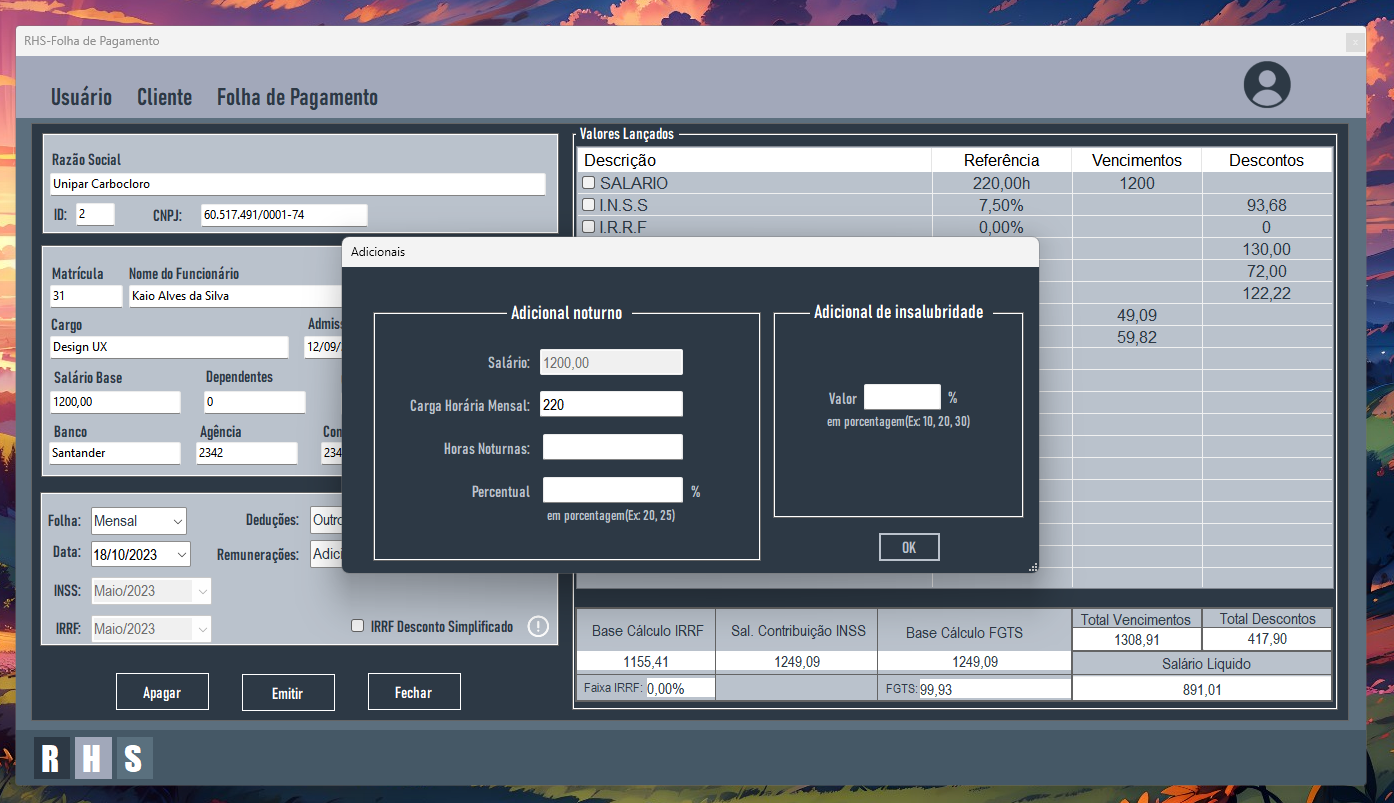 RHS-Folha de Pagamento
Usuário Cliente Folha de Pagamento
Razão Social
Unipar Carbocloro
ID: 2 CNPJ: 60.517.491/0001-74
Matrícula Nome do Funcionário
31 Kaio Alves da Silva
Cargo Admiss
Design UX 12/09/
Salário Base Dependentes
1200,00 0
Banco Agência Con
Santander 2342 234
Folha: Mensal Deduções: Outro
Data: 18/10/2023 Remunerações: Adici
INSS: Maio/2023
IRRF: Maio/2023 IRRF Desconto Simplificado
Apagar Emitir Fechar
Valores Lançados
Descrição Referência Vencimentos Descontos
SALARIO 220,00h 1200
I.N.S.S 7,50% 93,68
I.R.R.F 0,00% 0
130,00
72,00
122,22
49,09
59,82
Adicionais
Adicional noturno
Salário: 1200,00
Carga Horária Mensal: 220
Horas Noturnas:
Percentual %
em porcentagem(Ex: 20, 25)
Adicional de insalubridade
Valor %
em porcentagem(Ex: 10, 20, 30)
OK
Base Cálculo IRRF Sal. Contribuição INSS Base Cálculo FGTS Total Vencimentos Total Descontos
1308,91 417,90
1155,41 1249,09 1249,09 Salário Liquido
Faixa IRRF: 0,00% FGTS: 99,93 891,01
R H S